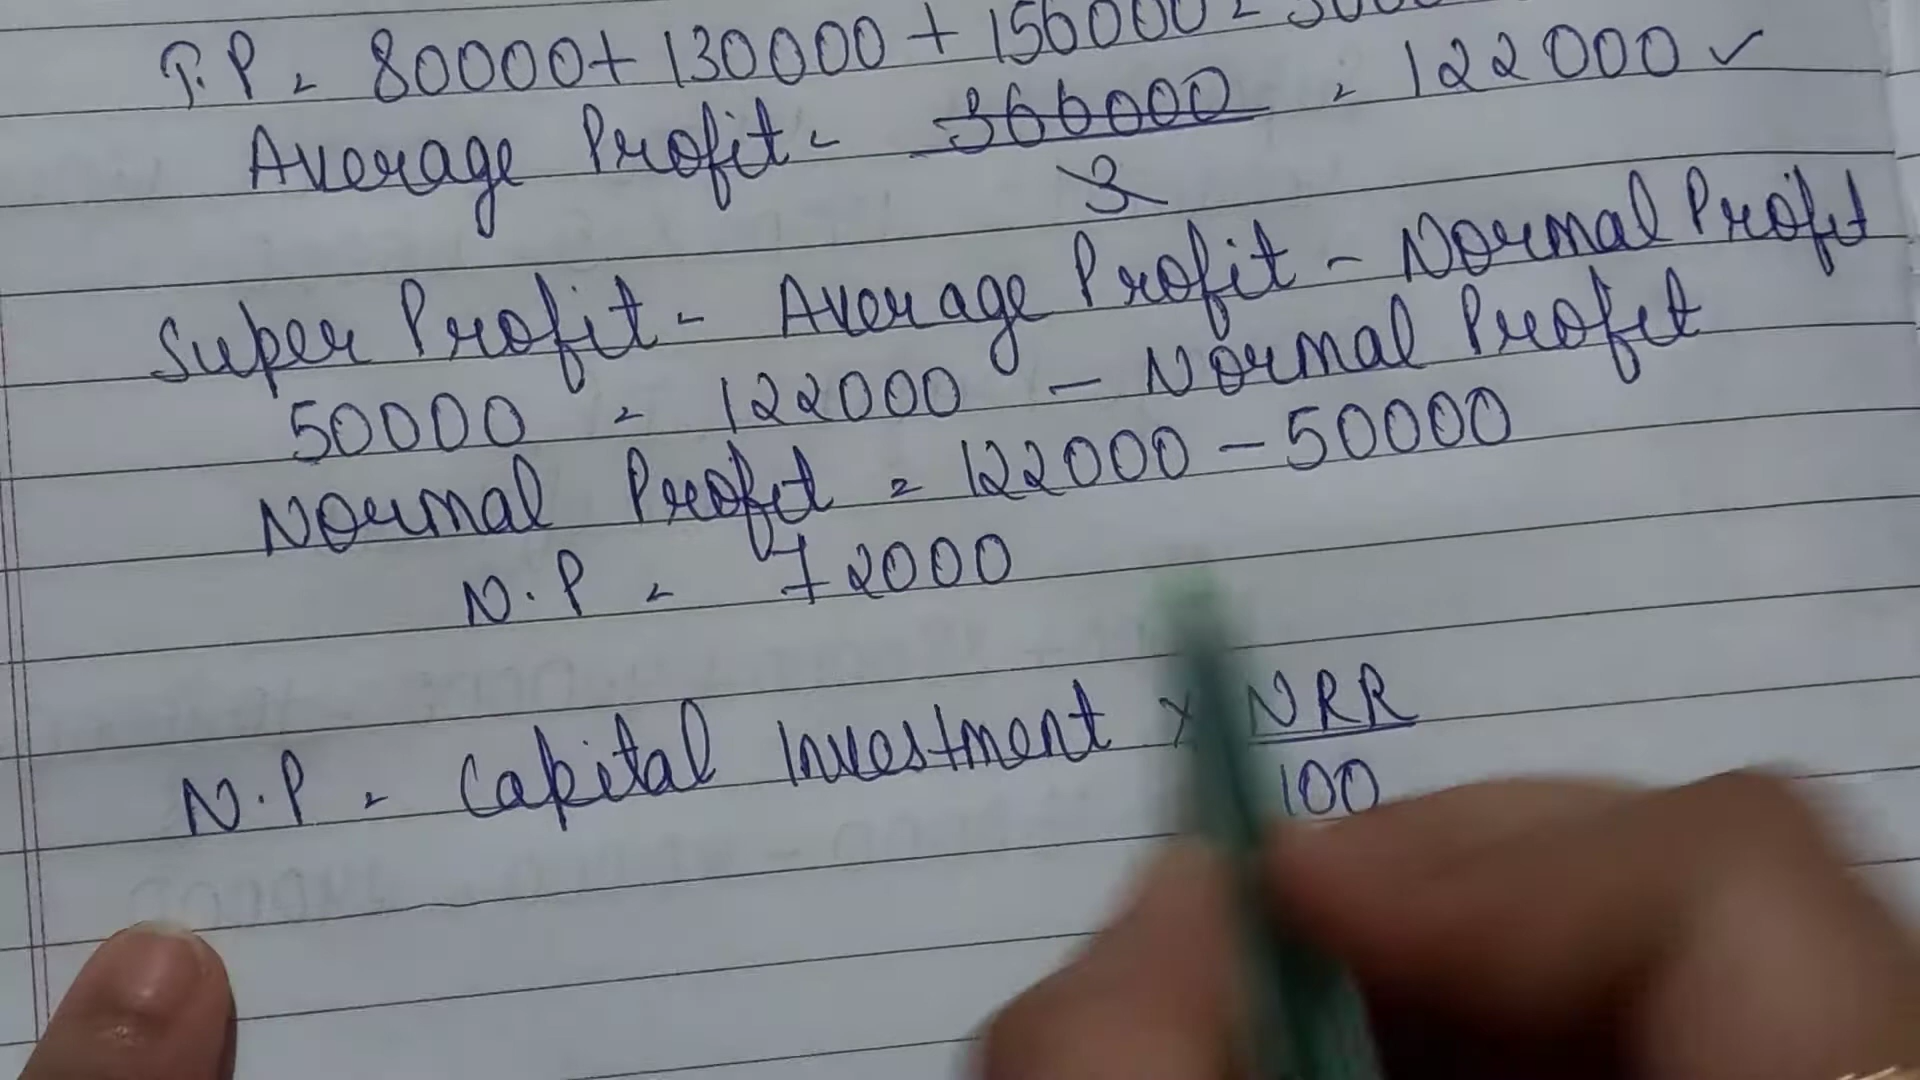 T.P = 80000+ 130000 + 156000 =
Average Profit = 366000 = 122000 ✓
3
Super Profit = Average Profit - Normal Profit
50000 = 122000 - Normal Profit
Normal Profit = 122000 - 50000
N.P = 72000
N.P = Capital Investment x NRR
100